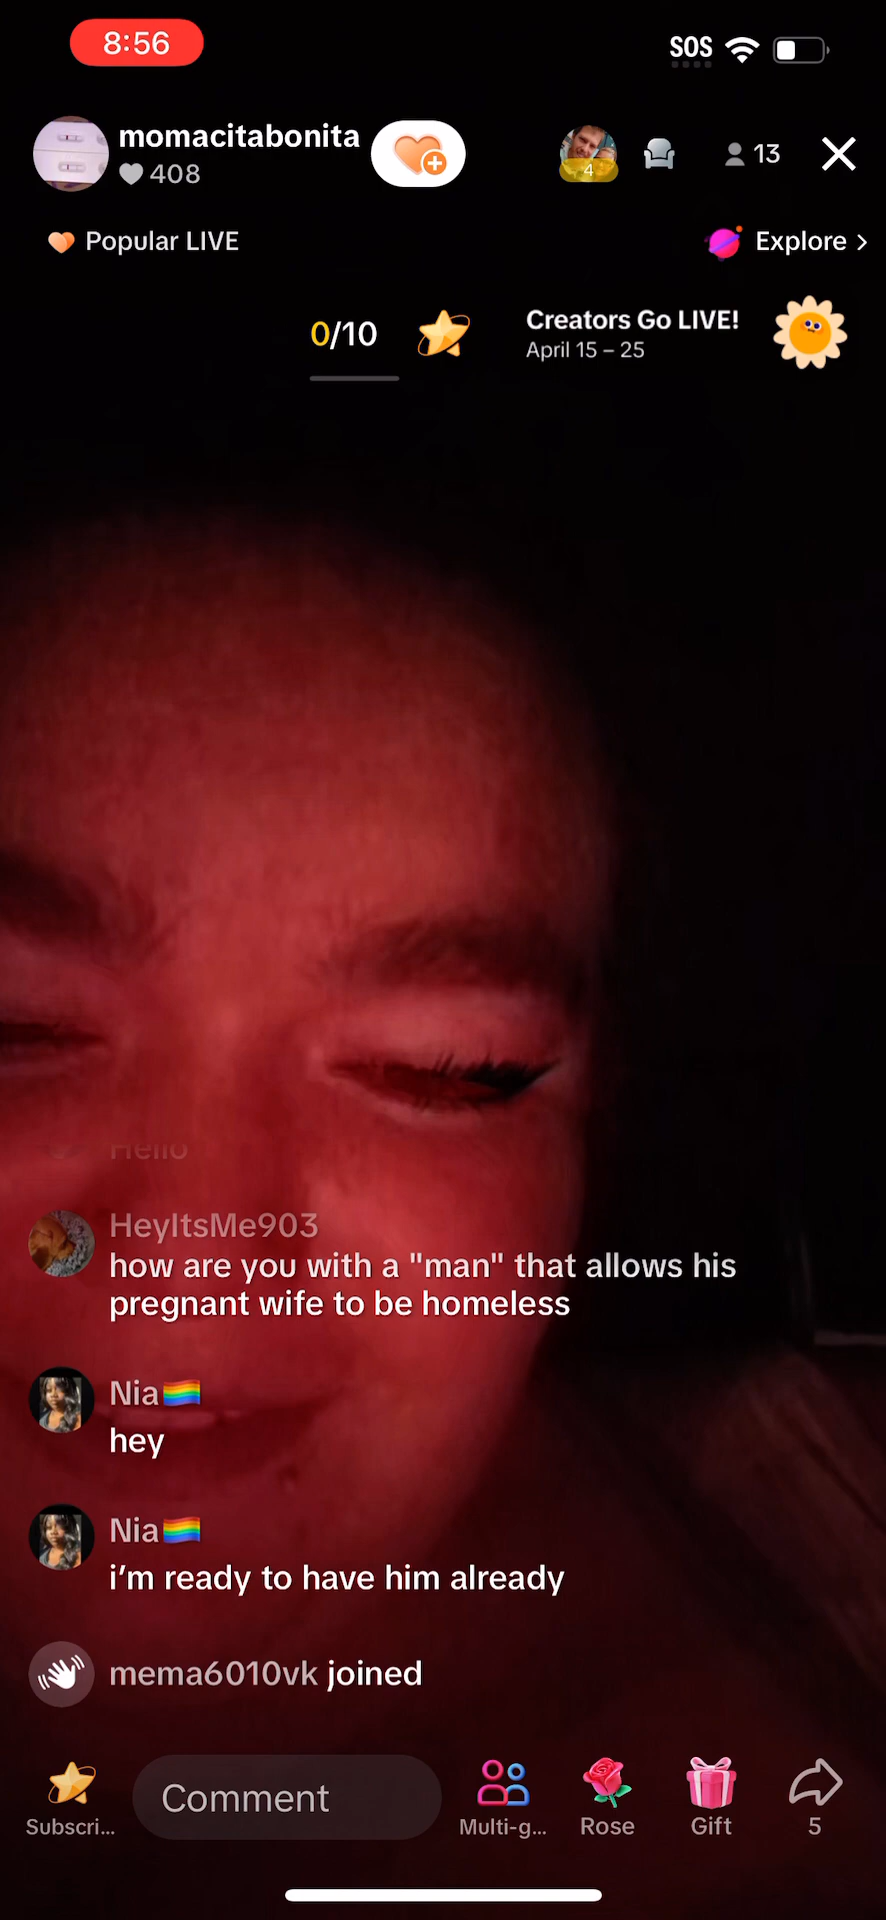 8:56
SOS
momacitabonita
408
4
13
Popular LIVE
Explore >
0/10
Creators Go LIVE!
April 15 – 25
Hello
HeyItsMe903
how are you with a "man" that allows his
pregnant wife to be homeless
Nia🏳️‍🌈
hey
Nia🏳️‍🌈
i’m ready to have him already
mema6010vk joined
Comment
Subscri...
Multi-g...
Rose
Gift
5